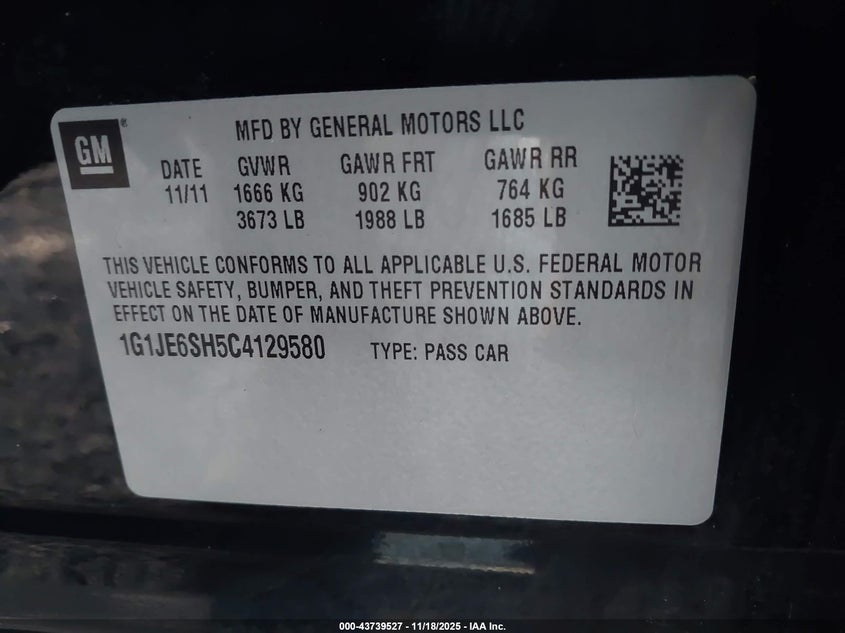 GM®
MFD BY GENERAL MOTORS LLC
DATE GVWR GAWR FRT GAWR RR
11/11 1666 KG 902 KG 764 KG
3673 LB 1988 LB 1685 LB
THIS VEHICLE CONFORMS TO ALL APPLICABLE U.S. FEDERAL MOTOR
VEHICLE SAFETY, BUMPER, AND THEFT PREVENTION STANDARDS IN
EFFECT ON THE DATE OF MANUFACTURE SHOWN ABOVE.
1G1JE6SH5C4129580 TYPE: PASS CAR
000-43739527 - 11/18/2025 - IAA Inc.